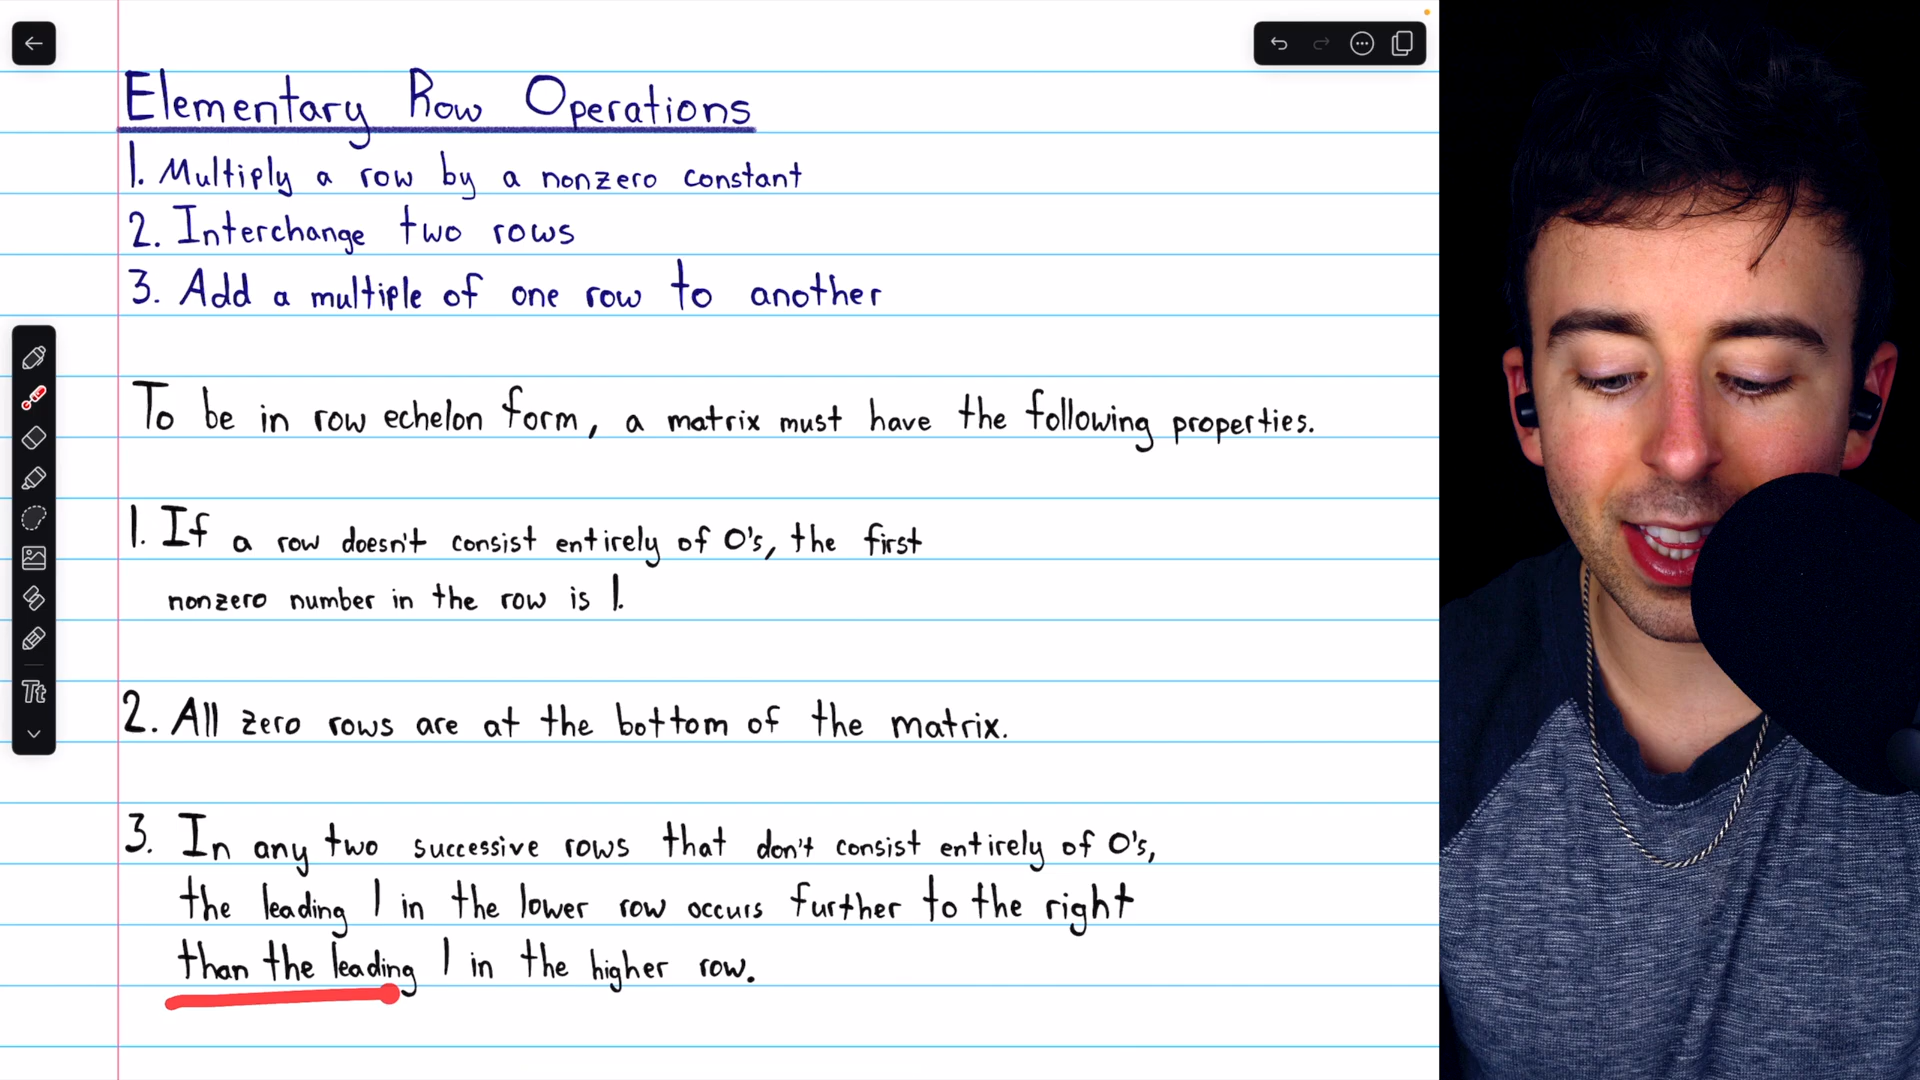 Elementary Row Operations
1. Multiply a row by a nonzero constant
2. Interchange two rows
3. Add a multiple of one row to another
To be in row echelon form, a matrix must have the following properties.
1. If a row doesn't consist entirely of 0's, the first
nonzero number in the row is 1.
2. All zero rows are at the bottom of the matrix.
3. In any two successive rows that don't consist entirely of 0's,
the leading 1 in the lower row occurs further to the right
than the leading 1 in the higher row.
Tt